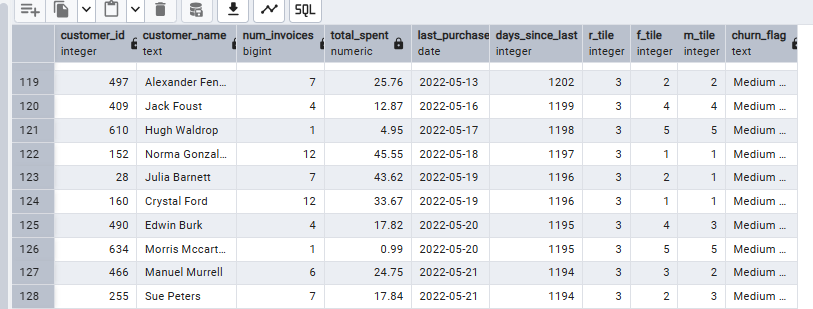 SQL
customer_id customer_name num_invoices total_spent last_purchase days_since_last r_tile f_tile m_tile churn_flag
integer text bigint numeric date integer integer integer integer text
119 497 Alexander Fen... 7 25.76 2022-05-13 1202 3 2 2 Medium ...
120 409 Jack Foust 4 12.87 2022-05-16 1199 3 4 4 Medium ...
121 610 Hugh Waldrop 1 4.95 2022-05-17 1198 3 5 5 Medium ...
122 152 Norma Gonzal... 12 45.55 2022-05-18 1197 3 1 1 Medium ...
123 28 Julia Barnett 7 43.62 2022-05-19 1196 3 2 1 Medium ...
124 160 Crystal Ford 12 33.67 2022-05-19 1196 3 1 1 Medium ...
125 490 Edwin Burk 4 17.82 2022-05-20 1195 3 4 3 Medium ...
126 634 Morris Mccart... 1 0.99 2022-05-20 1195 3 5 5 Medium ...
127 466 Manuel Murrell 6 24.75 2022-05-21 1194 3 3 2 Medium ...
128 255 Sue Peters 7 17.84 2022-05-21 1194 3 2 3 Medium ...